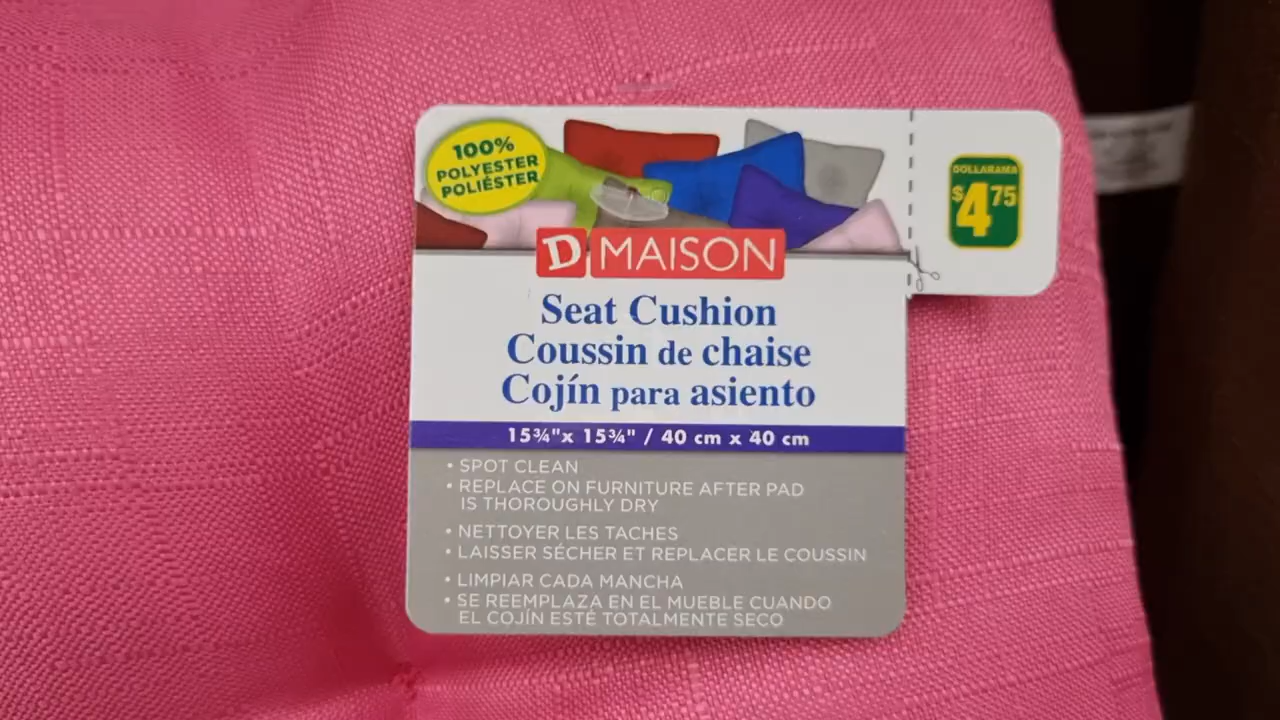 100%
POLYESTER
POLIÉSTER
DOLLARAMA
$4.75
D MAISON
Seat Cushion
Coussin de chaise
Cojín para asiento
15¾"x 15¾" / 40 cm x 40 cm
• SPOT CLEAN
• REPLACE ON FURNITURE AFTER PAD
IS THOROUGHLY DRY
• NETTOYER LES TACHES
• LAISSER SÉCHER ET REPLACER LE COUSSIN
• LIMPIAR CADA MANCHA
• SE REEMPLAZA EN EL MUEBLE CUANDO
EL COJÍN ESTÉ TOTALMENTE SECO